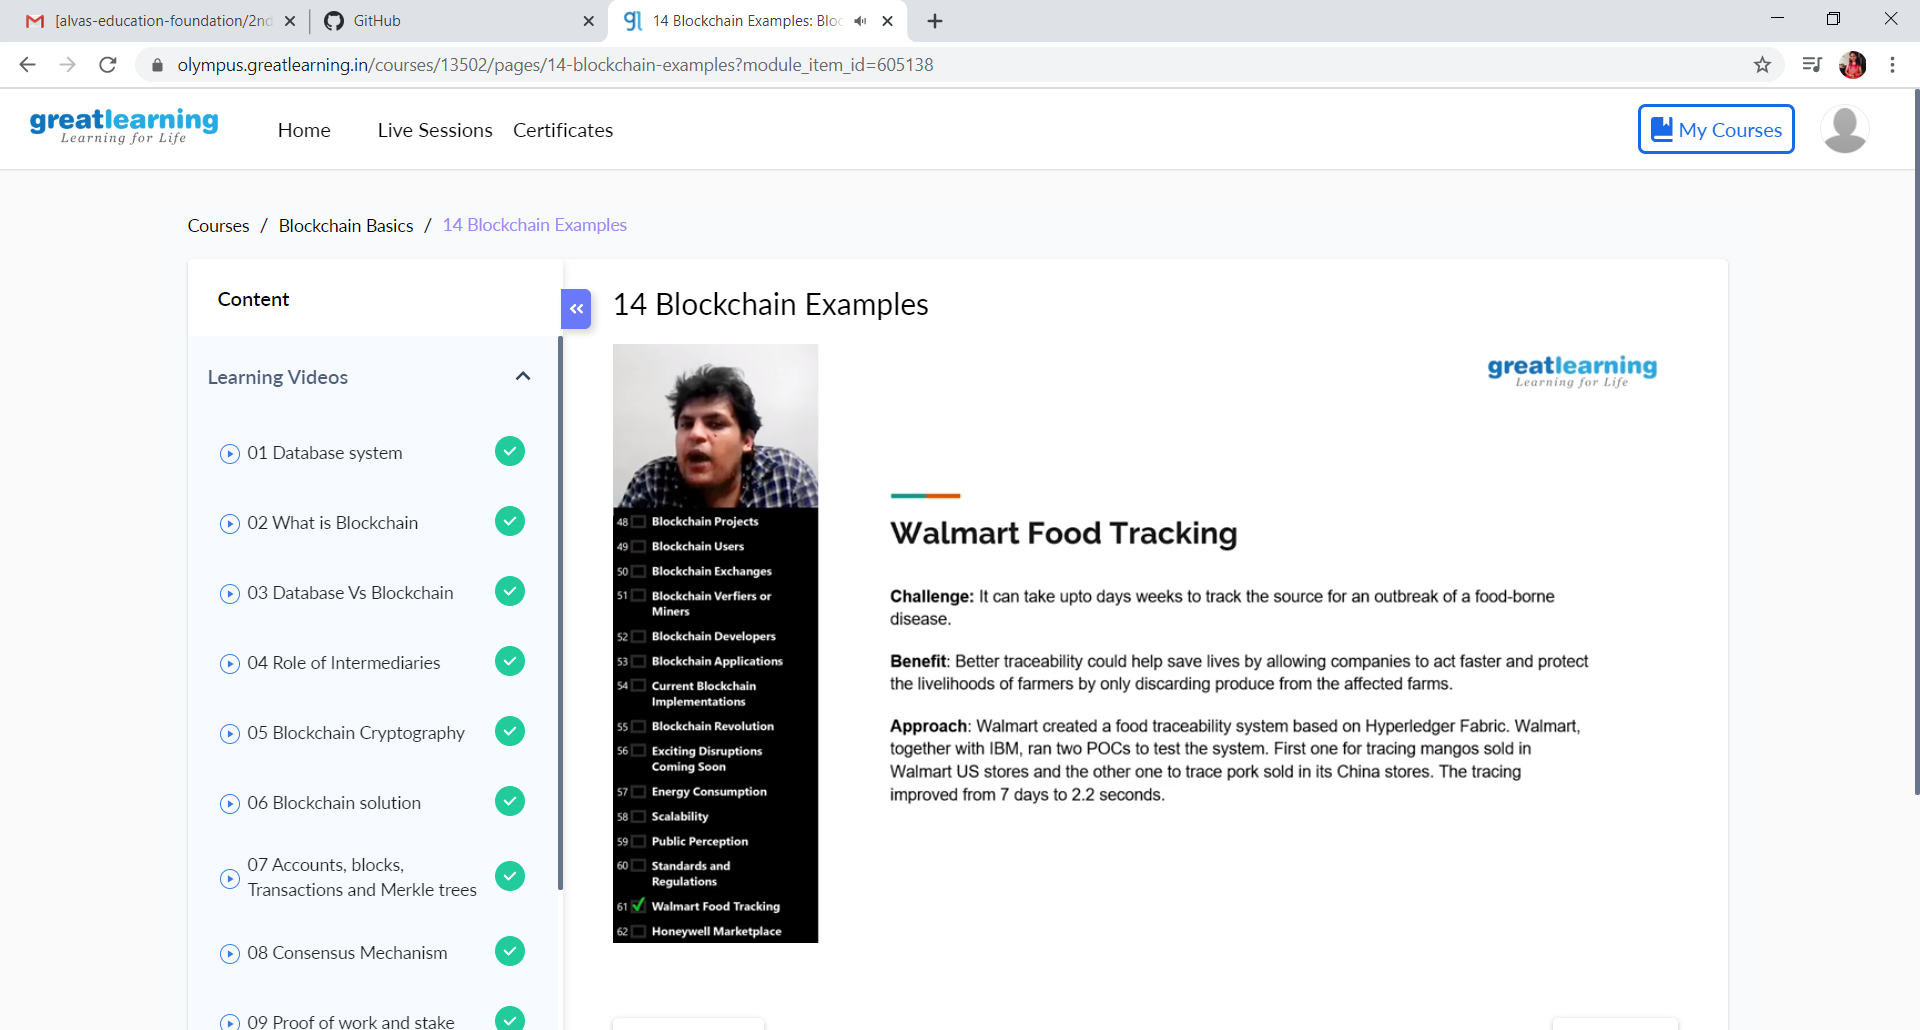 [alvas-education-foundation/2nd
GitHub
14 Blockchain Examples: Bloc
olympus.greatlearning.in/courses/13502/pages/14-blockchain-examples?module_item_id=605138
greatlearning
Learning for Life
Home
Live Sessions
Certificates
My Courses
Courses / Blockchain Basics / 14 Blockchain Examples
Content
Learning Videos
01 Database system
02 What is Blockchain
03 Database Vs Blockchain
04 Role of Intermediaries
05 Blockchain Cryptography
06 Blockchain solution
07 Accounts, blocks,
Transactions and Merkle trees
08 Consensus Mechanism
09 Proof of work and stake
14 Blockchain Examples
48 Blockchain Projects
49 Blockchain Users
50 Blockchain Exchanges
51 Blockchain Verfiers or
Miners
52 Blockchain Developers
53 Blockchain Applications
54 Current Blockchain
Implementations
55 Blockchain Revolution
56 Exciting Disruptions
Coming Soon
57 Energy Consumption
58 Scalability
59 Public Perception
60 Standards and
Regulations
61 Walmart Food Tracking
62 Honeywell Marketplace
greatlearning
Learning for Life
Walmart Food Tracking
Challenge: It can take upto days weeks to track the source for an outbreak of a food-borne
disease.
Benefit: Better traceability could help save lives by allowing companies to act faster and protect
the livelihoods of farmers by only discarding produce from the affected farms.
Approach: Walmart created a food traceability system based on Hyperledger Fabric. Walmart,
together with IBM, ran two POCs to test the system. First one for tracing mangos sold in
Walmart US stores and the other one to trace pork sold in its China stores. The tracing
improved from 7 days to 2.2 seconds.